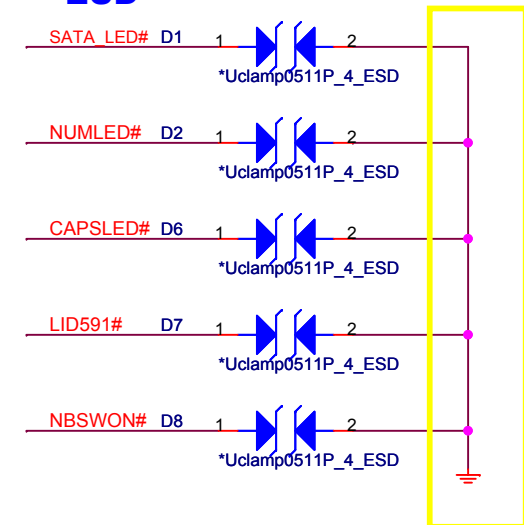 SATA_LED# D1 1 2
*Uclamp0511P_4_ESD
NUMLED# D2 1 2
*Uclamp0511P_4_ESD
CAPSLED# D6 1 2
*Uclamp0511P_4_ESD
LID591# D7 1 2
*Uclamp0511P_4_ESD
NBSWON# D8 1 2
*Uclamp0511P_4_ESD